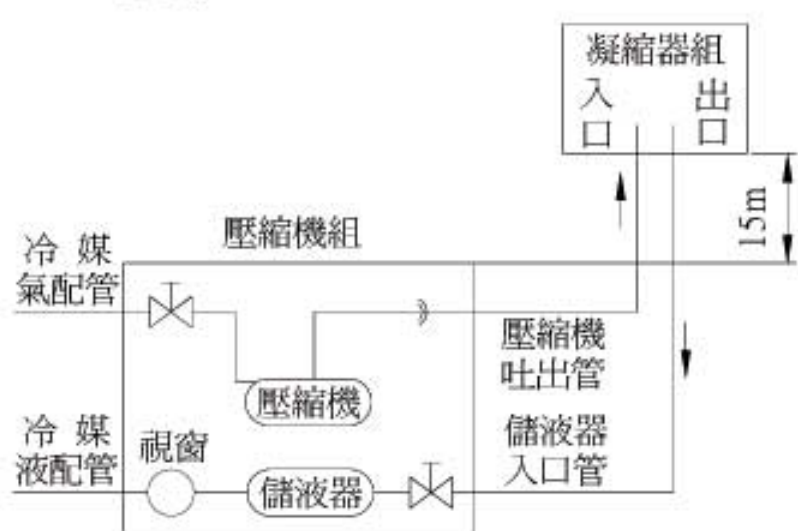 凝縮器組
入口
出口
15m
壓縮機組
冷 媒
氣配管
壓縮機
吐出管
壓縮機
冷 媒
液配管
視窗
儲液器
儲液器
入口管